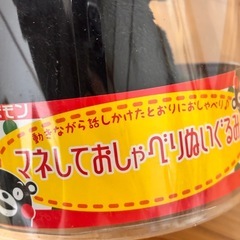 モン
動きながら話しかけたとおりにおしゃべり♪
マネしておしゃべりぬいぐるみ